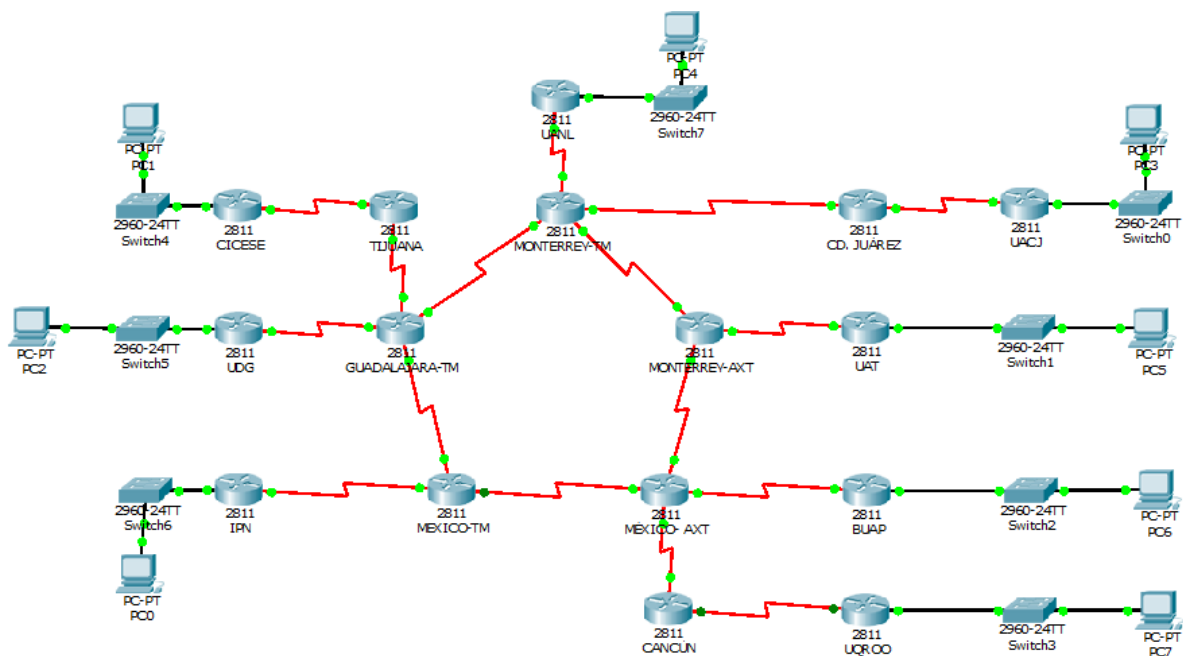 PC-PT
PC4
2811
UANL
2960-24TT
Switch7
PC-PT
PC1
PC-PT
PC3
2960-24TT
Switch4
2811
CICESE
2811
TIJUANA
2811
MONTERREY-TM
2811
CD. JUÁREZ
2811
UACJ
2960-24TT
Switch0
PC-PT
PC2
2960-24TT
Switch5
2811
UDG
2811
GUADALAJARA-TM
2811
MONTERREY-AXT
2811
UAT
2960-24TT
Switch1
PC-PT
PC5
2960-24TT
Switch6
2811
IPN
2811
MEXICO-TM
2811
MÉXICO- AXT
2811
BUAP
2960-24TT
Switch2
PC-PT
PC6
PC-PT
PC0
2811
CANCÚN
2811
UQROO
2960-24TT
Switch3
PC-PT
PC7